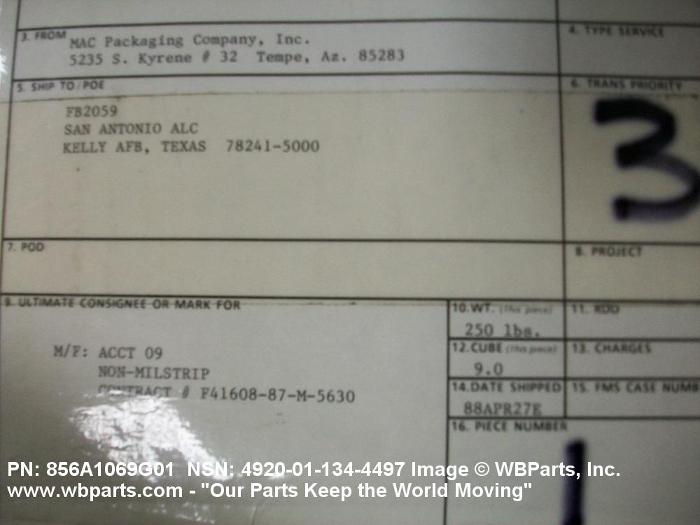 3. FROM
4. TYPE SERVICE
MAC Packaging Company, Inc.
5235 S. Kyrene # 32 Tempe, Az. 85283
5. SHIP TO/POE
6. TRANS PRIORITY
FB2059
SAN ANTONIO ALC
KELLY AFB, TEXAS 78241-5000
3
7. POD
8. PROJECT
9. ULTIMATE CONSIGNEE OR MARK FOR
10. WT. (This piece)
11. RDD
250 lbs.
M/F: ACCT 09
NON-MILSTRIP
CONTRACT # F41608-87-M-5630
12. CUBE (This piece)
13. CHARGES
9.0
14. DATE SHIPPED
15. FMS CASE NUMB
88APR27E
16. PIECE NUMBER
1
PN: 856A1069G01 NSN: 4920-01-134-4497 Image © WBParts, Inc.
www.wbparts.com - "Our Parts Keep the World Moving"